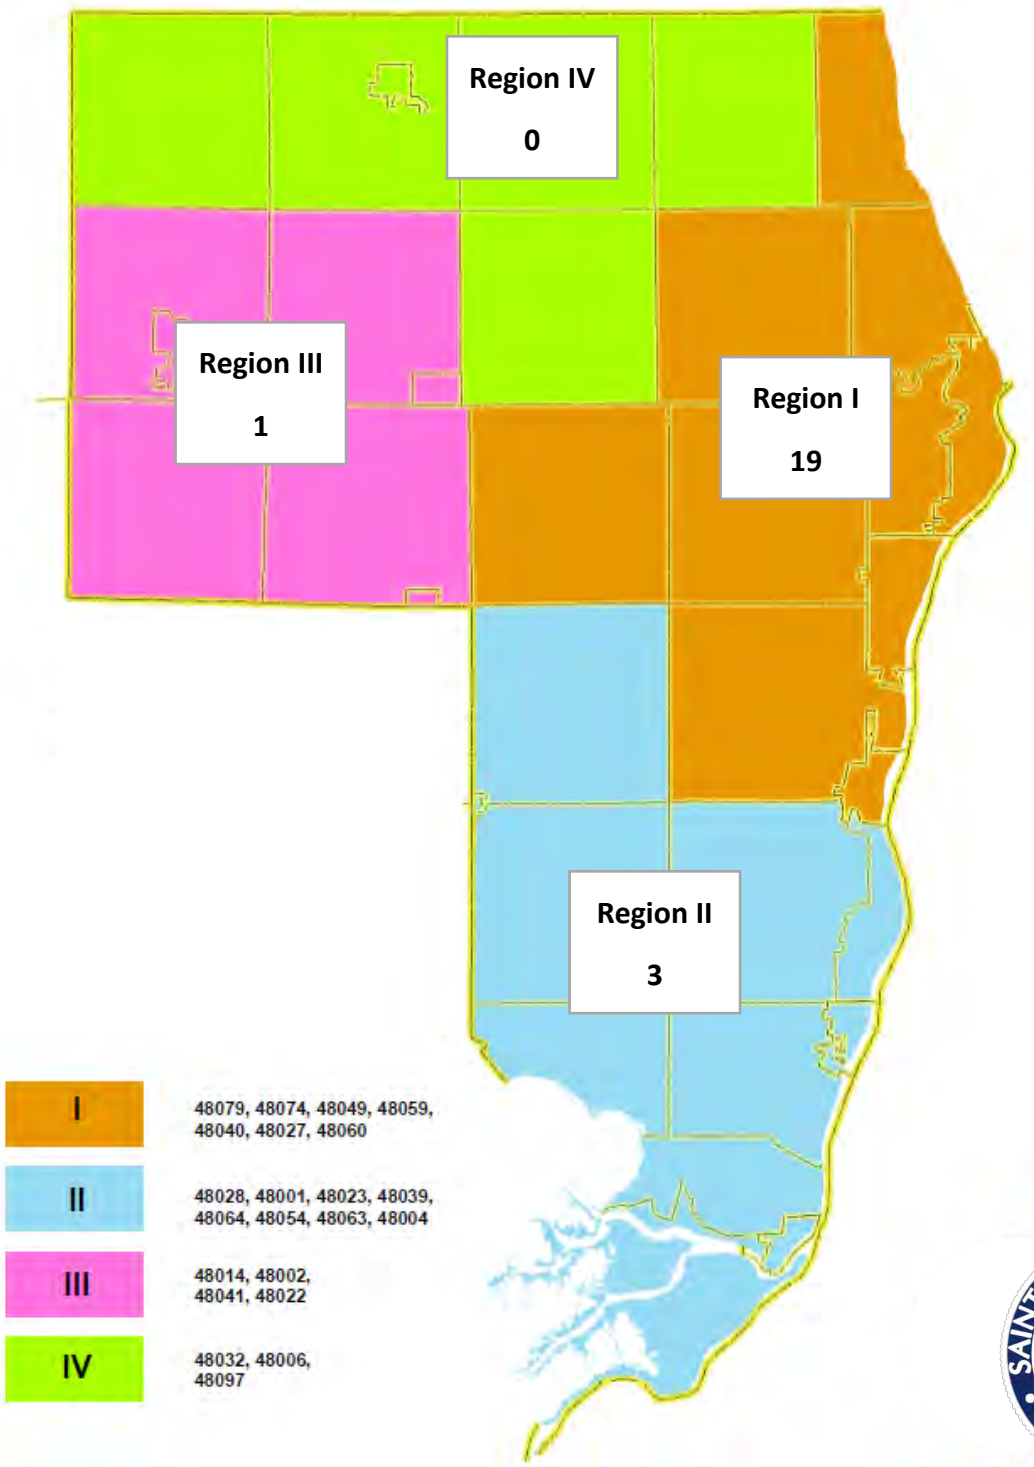 Region IV
0
Region III
1
Region I
19
Region II
3
I
48079, 48074, 48049, 48059,
48040, 48027, 48060
II
48028, 48001, 48023, 48039,
48064, 48054, 48063, 48004
III
48014, 48002,
48041, 48022
IV
48032, 48006,
48097
SAINT